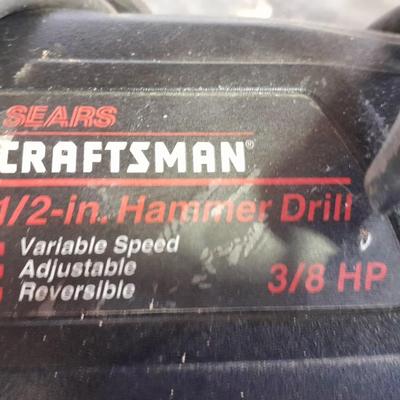 SEARS
CRAFTSMAN®
1/2-in. Hammer Drill
Variable Speed
Adjustable
Reversible
3/8 HP